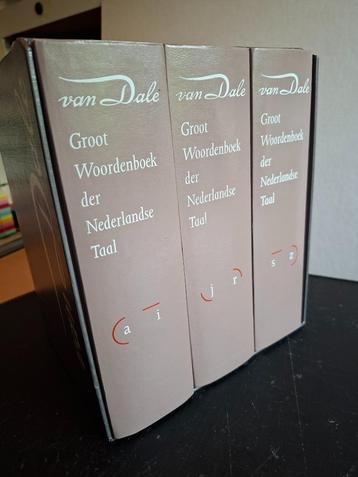 van Dale
Groot
Woordenboek
der
Nederlandse
Taal
a i
van Dale
Groot
Woordenboek
der
Nederlandse
Taal
j r
van Dale
Groot
Woordenboek
der
Nederlandse
Taal
s z